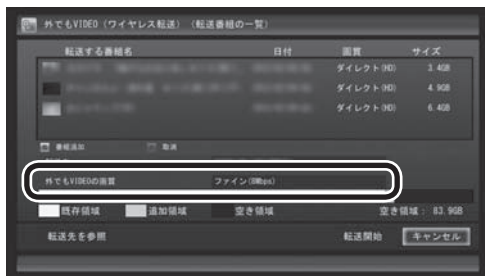 外でもVIDEO（ワイヤレス転送）〈転送番組の一覧〉
転送する番組名 日付 画質 サイズ
ダイレクト(HD) 3.4GB
ダイレクト(HD) 4.9GB
ダイレクト(HD) 6.4GB
番組追加 取消
外でもVIDEOの画質 ファイン(8Mbps)
既存領域 追加領域 空き領域 空き領域： 83.9GB
転送先を参照 転送開始 キャンセル